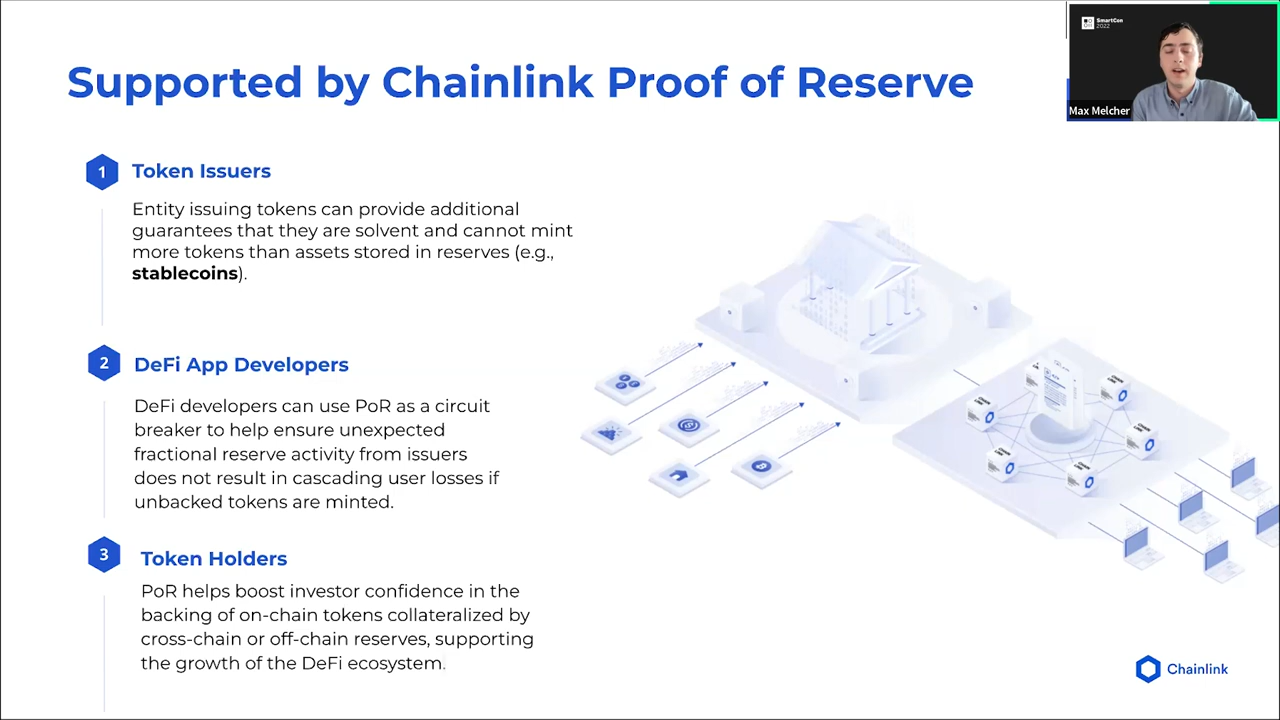 Supported by Chainlink Proof of Reserve
SmartCon
2022
Max Melcher
1
Token Issuers
Entity issuing tokens can provide additional
guarantees that they are solvent and cannot mint
more tokens than assets stored in reserves (e.g.,
stablecoins).
2
DeFi App Developers
DeFi developers can use PoR as a circuit
breaker to help ensure unexpected
fractional reserve activity from issuers
does not result in cascading user losses if
unbacked tokens are minted.
3
Token Holders
PoR helps boost investor confidence in the
backing of on-chain tokens collateralized by
cross-chain or off-chain reserves, supporting
the growth of the DeFi ecosystem.
Chainlink